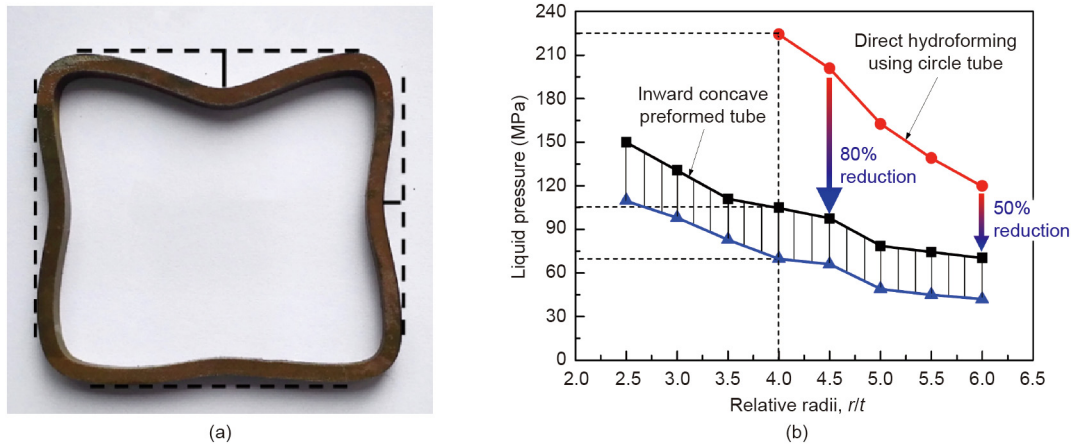 (a)
240
210
180
150
120
90
60
30
0
Liquid pressure (MPa)
Direct hydroforming
using circle tube
Inward concave
preformed tube
80%
reduction
50%
reduction
2.0 2.5 3.0 3.5 4.0 4.5 5.0 5.5 6.0 6.5
Relative radii, r/t
(b)